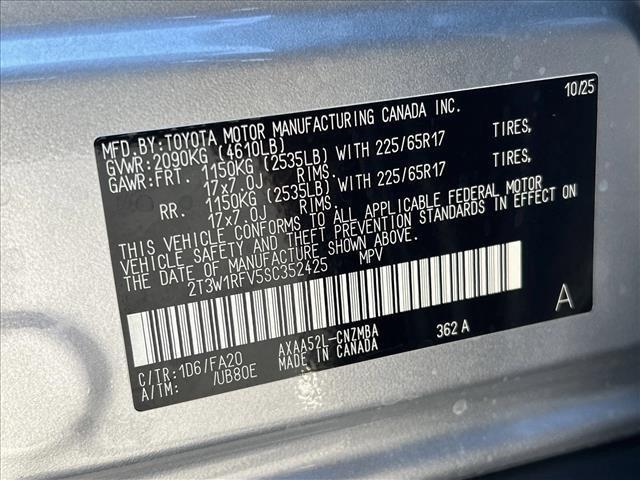 10/25
MFD.BY:TOYOTA MOTOR MANUFACTURING CANADA INC.
GVWR:2090KG (4610LB)
GAWR:FRT. 1150KG (2535LB) WITH 225/65R17 TIRES,
17x7.0J RIMS.
RR. 1150KG (2535LB) WITH 225/65R17 TIRES,
17x7.0J RIMS.
THIS VEHICLE CONFORMS TO ALL APPLICABLE FEDERAL MOTOR
VEHICLE SAFETY AND THEFT PREVENTION STANDARDS IN EFFECT ON
THE DATE OF MANUFACTURE SHOWN ABOVE.
2T3W1RFV5SC352425 MPV
A
C/TR:1D6/FA20 AXAA52L-CNZMBA 362 A
A/TM: /UB80E MADE IN CANADA